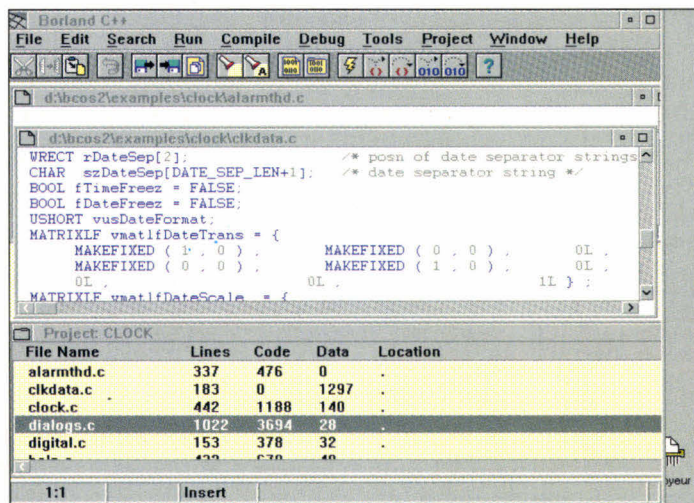 Borland C++
File Edit Search Run Compile Debug Tools Project Window Help
d:\bcos2\examples\clock\alarmthd.c
d:\bcos2\examples\clock\clkdata.c
WRECT rDateSep[2]; /* posn of date separator strings
CHAR szDateSep[DATE_SEP_LEN+1]; /* date separator string */
BOOL fTimeFreez = FALSE;
BOOL fDateFreez = FALSE;
USHORT vusDateFormat;
MATRIXLF vmatlfDateTrans = {
MAKEFIXED ( 1 , 0 ) , MAKEFIXED ( 0 , 0 ) , 0L ,
MAKEFIXED ( 0 , 0 ) , MAKEFIXED ( 1 , 0 ) , 0L ,
0L , 0L , 1L } ;
MATRIXLF vmatlfDateScale = {
Project: CLOCK
File Name Lines Code Data Location
alarmthd.c 337 476 0 .
clkdata.c 183 0 1297 .
clock.c 442 1188 140 .
dialogs.c 1022 3694 28 .
digital.c 153 378 32 .
1:1 Insert